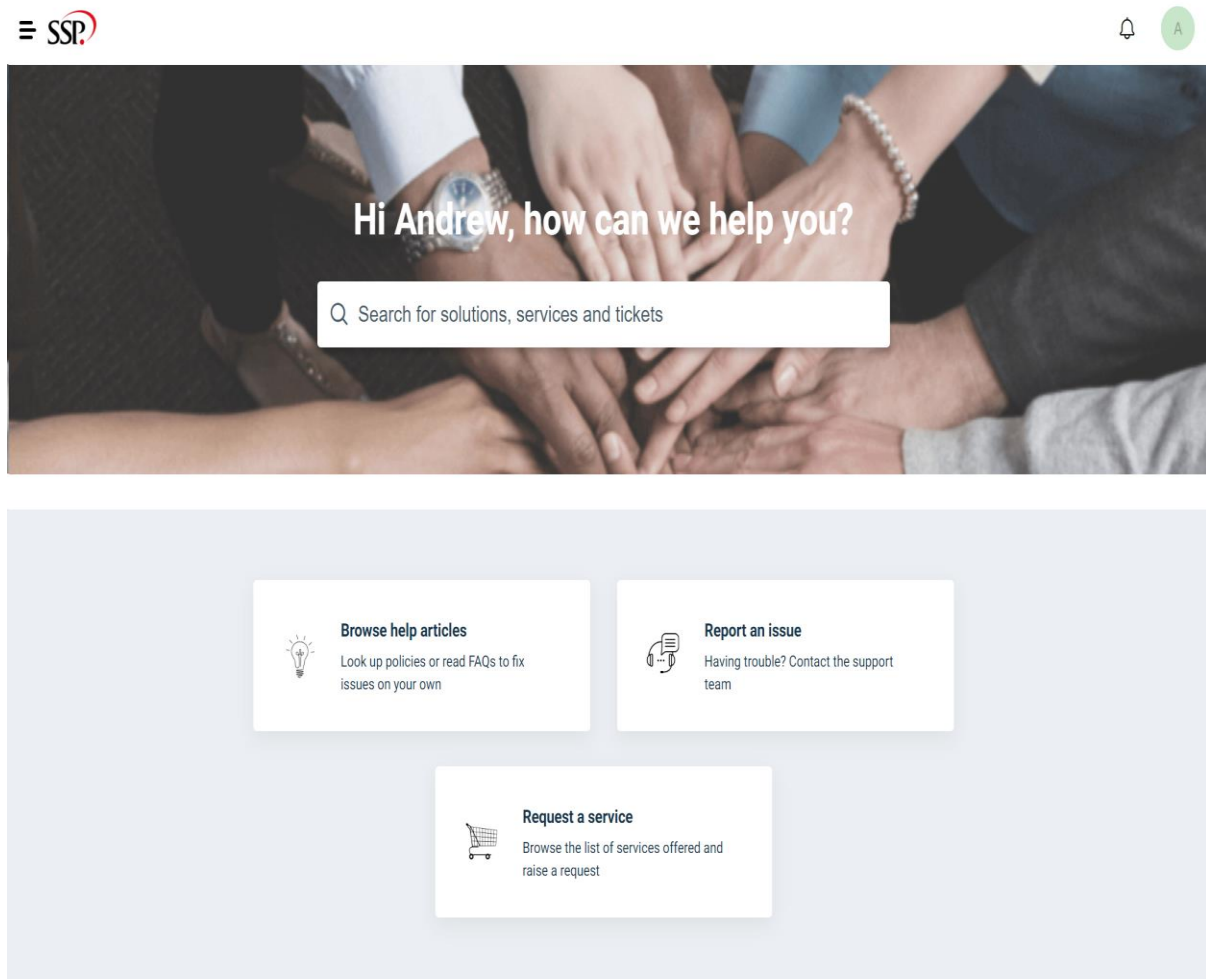 SSP.
A
Hi Andrew, how can we help you?
Search for solutions, services and tickets
Browse help articles
Look up policies or read FAQs to fix
issues on your own
Report an issue
Having trouble? Contact the support
team
Request a service
Browse the list of services offered and
raise a request